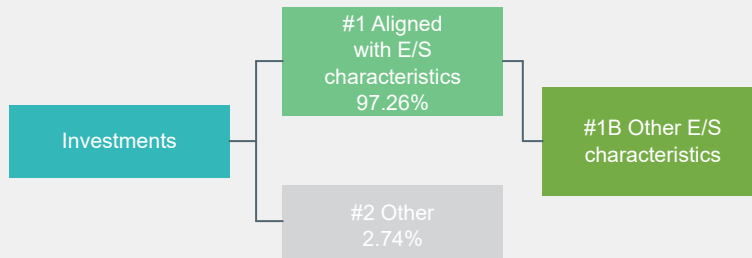 #1 Aligned
with E/S
characteristics
97.26%
Investments
#1B Other E/S
characteristics
#2 Other
2.74%